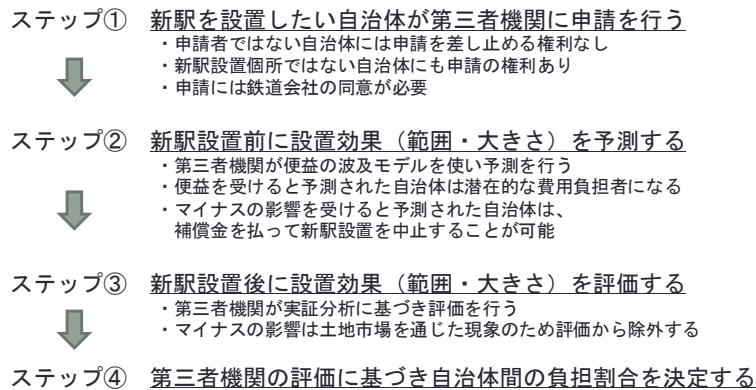 ステップ① 新駅を設置したい自治体が第三者機関に申請を行う
・申請者ではない自治体には申請を差し止める権利なし
・新駅設置個所ではない自治体にも申請の権利あり
・申請には鉄道会社の同意が必要
ステップ② 新駅設置前に設置効果（範囲・大きさ）を予測する
・第三者機関が便益の波及モデルを使い予測を行う
・便益を受けると予測された自治体は潜在的な費用負担者になる
・マイナスの影響を受けると予測された自治体は、
補償金を払って新駅設置を中止することが可能
ステップ③ 新駅設置後に設置効果（範囲・大きさ）を評価する
・第三者機関が実証分析に基づき評価を行う
・マイナスの影響は土地市場を通じた現象のため評価から除外する
ステップ④ 第三者機関の評価に基づき自治体間の負担割合を決定する